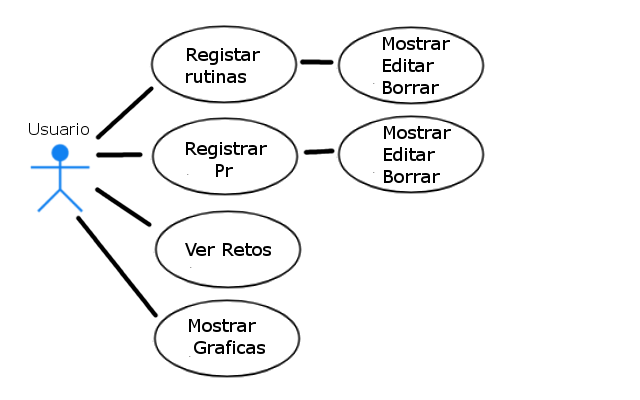 Usuario
Registar
rutinas
Mostrar
Editar
Borrar
Registrar
Pr
Mostrar
Editar
Borrar
Ver Retos
Mostrar
Graficas